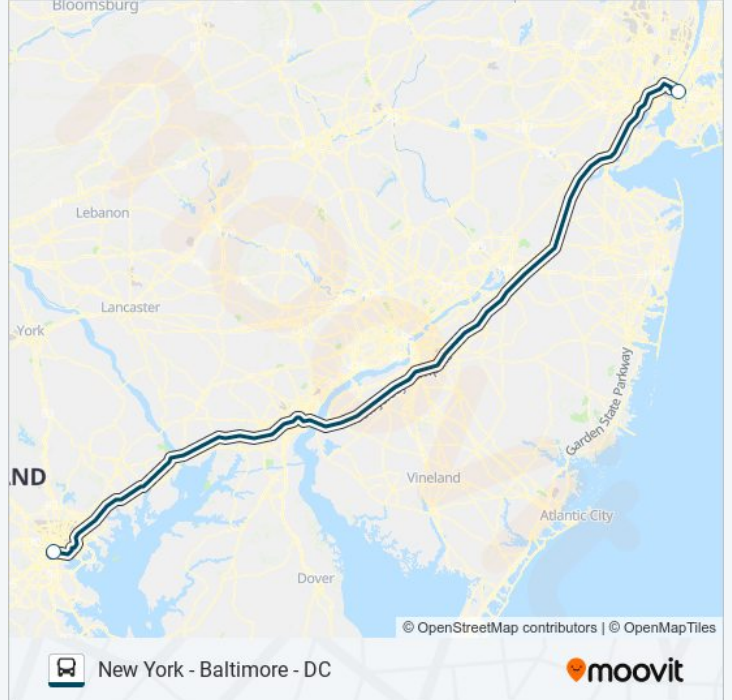 Bloomsburg
Lebanon
Lancaster
York
Garden State Parkway
.ND
Vineland
Atlantic City
Dover
© OpenStreetMap contributors | © OpenMapTiles
New York - Baltimore - DC
moovit